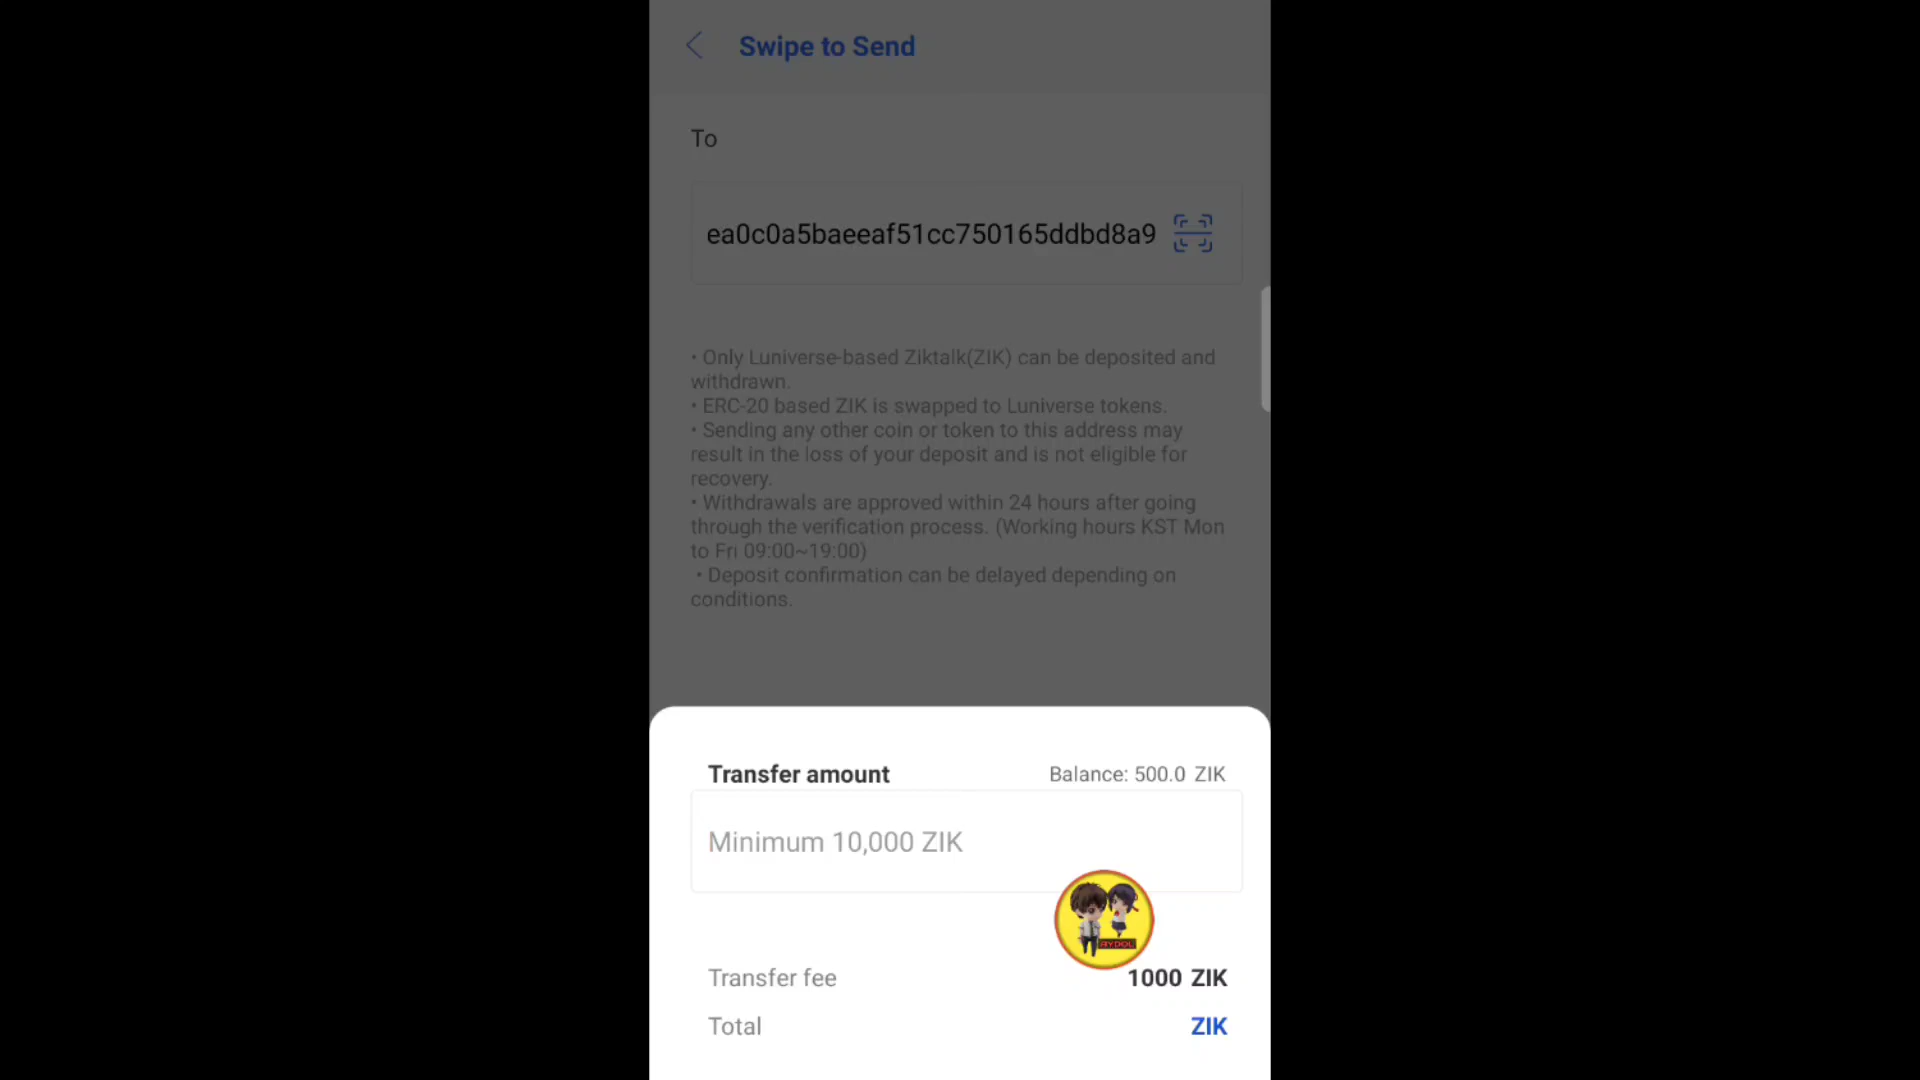 Swipe to Send
To
ea0c0a5baeeaf51cc750165ddbd8a9
• Only Luniverse-based Ziktalk(ZIK) can be deposited and
withdrawn.
• ERC-20 based ZIK is swapped to Luniverse tokens.
• Sending any other coin or token to this address may
result in the loss of your deposit and is not eligible for
recovery.
• Withdrawals are approved within 24 hours after going
through the verification process. (Working hours KST Mon
to Fri 09:00~19:00)
• Deposit confirmation can be delayed depending on
conditions.
Transfer amount Balance: 500.0 ZIK
Minimum 10,000 ZIK
Transfer fee 1000 ZIK
Total ZIK